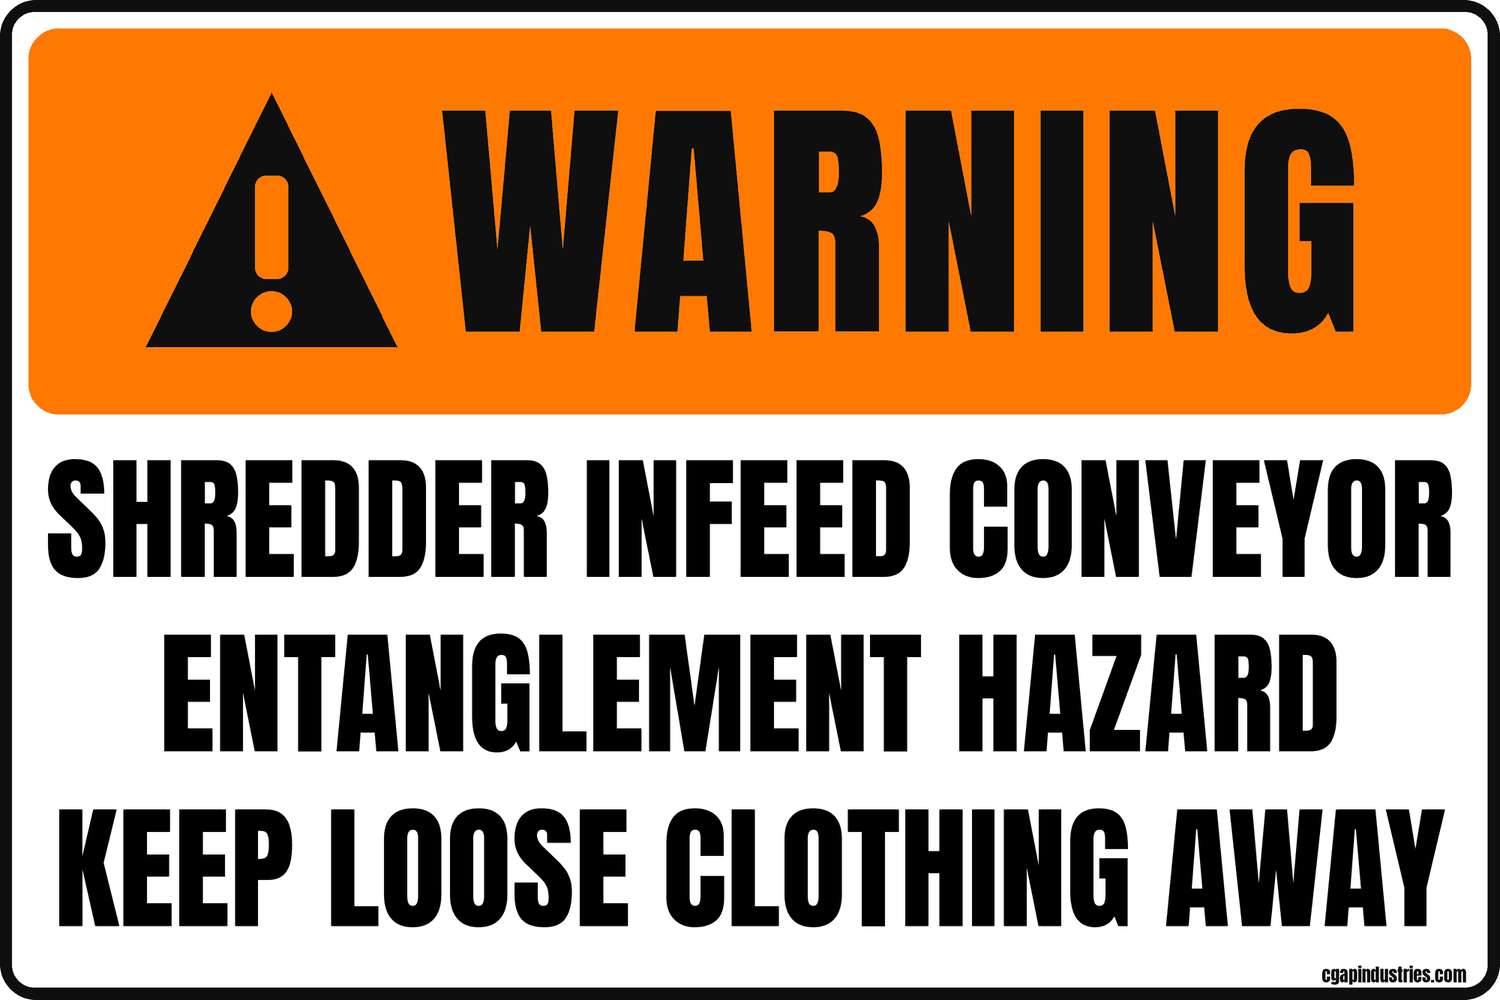 WARNING
SHREDDER INFEED CONVEYOR
ENTANGLEMENT HAZARD
KEEP LOOSE CLOTHING AWAY
cgapindustries.com